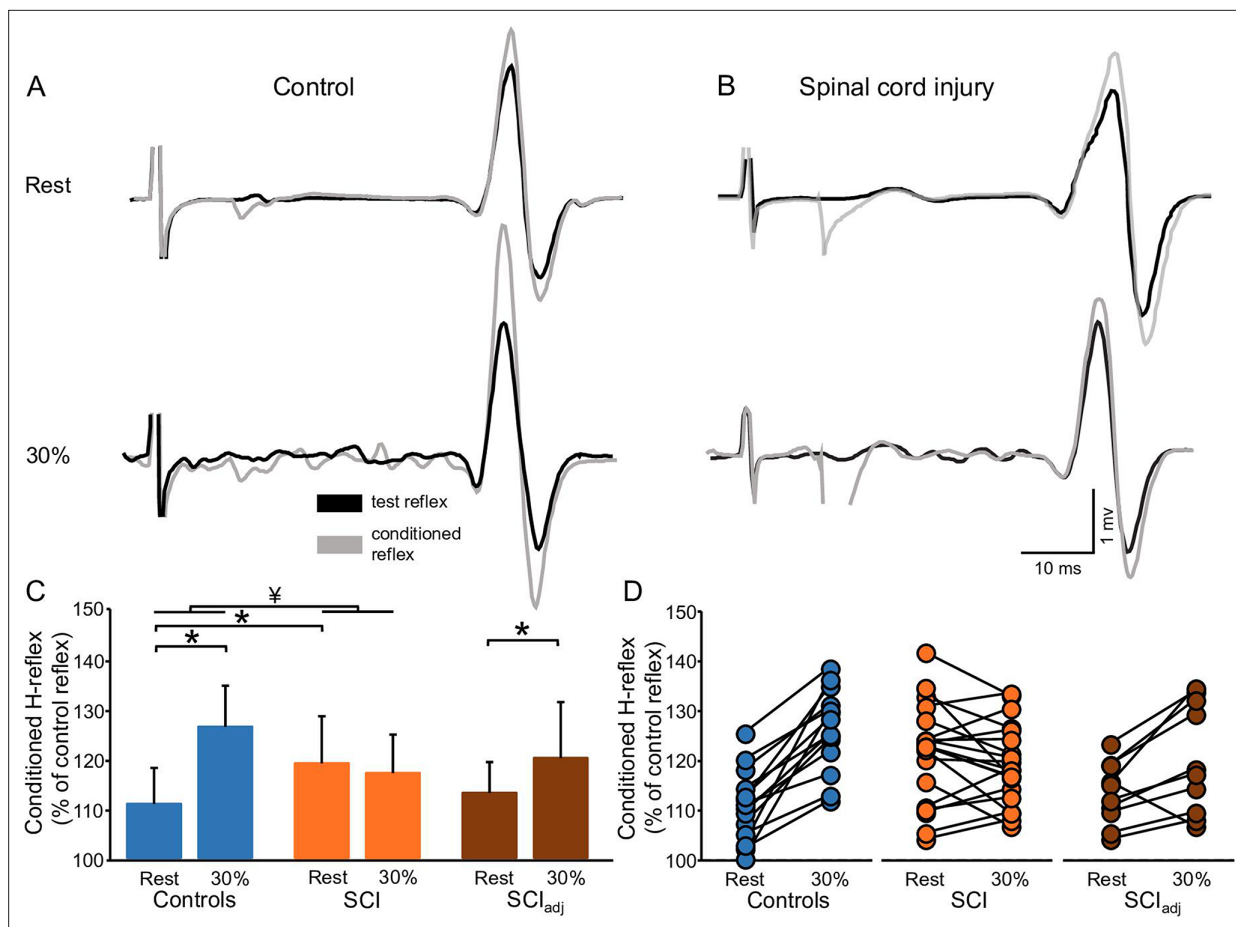 A
Control
B
Spinal cord injury
Rest
30%
test reflex
conditioned
reflex
1 mv
10 ms
C
Conditioned H-reflex
(% of control reflex)
150
140
130
120
110
100
¥
*
*
*
Rest
30%
Rest
30%
Rest
30%
Controls
SCI
SCIadj
D
Conditioned H-reflex
(% of control reflex)
150
140
130
120
110
100
Rest
30%
Rest
30%
Rest
30%
Controls
SCI
SCIadj